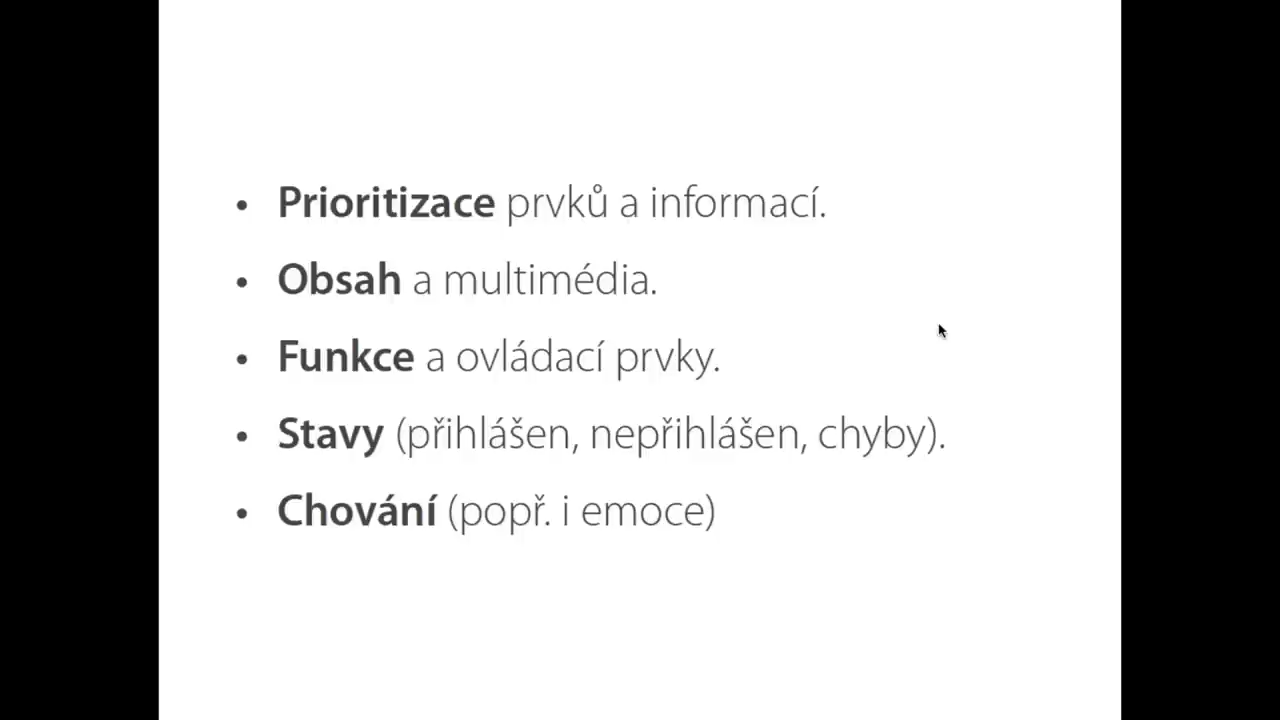 • Prioritizace prvků a informací.
• Obsah a multimédia.
• Funkce a ovládací prvky.
• Stavy (přihlášen, nepřihlášen, chyby).
• Chování (popř. i emoce)